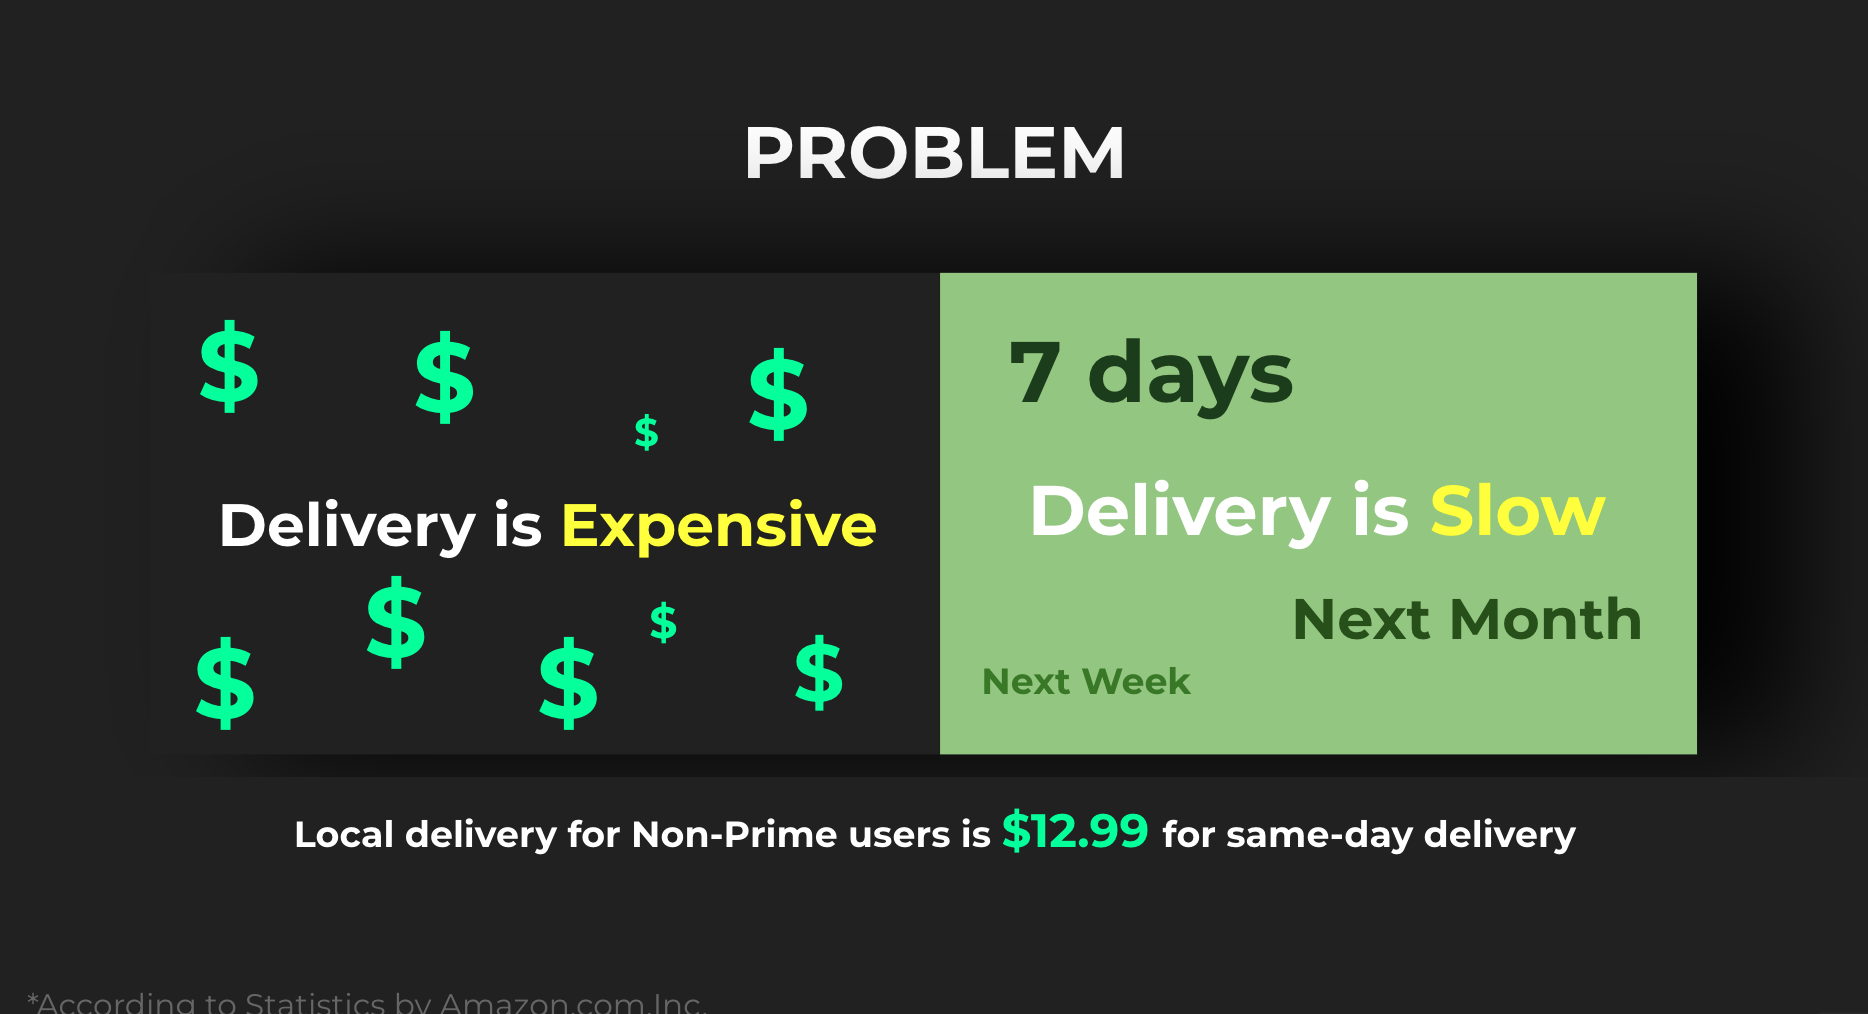 PROBLEM
$
$
$
$
Delivery is Expensive
$
$
$
$
$
7 days
Delivery is Slow
Next Month
Next Week
Local delivery for Non-Prime users is $12.99 for same-day delivery
*According to Statistics by Amazon.com.Inc.